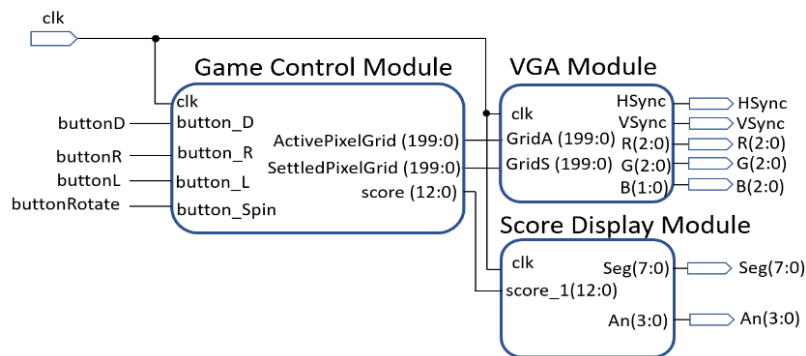 clk
Game Control Module
VGA Module
clk
buttonD
button_D
buttonR
button_R
buttonL
button_L
buttonRotate
button_Spin
ActivePixelGrid (199:0)
SettledPixelGrid (199:0)
score (12:0)
clk
GridA (199:0)
GridS (199:0)
HSync
HSync
VSync
VSync
R(2:0)
R(2:0)
G(2:0)
G(2:0)
B(1:0)
B(2:0)
Score Display Module
clk
score_1(12:0)
Seg(7:0)
Seg(7:0)
An(3:0)
An(3:0)